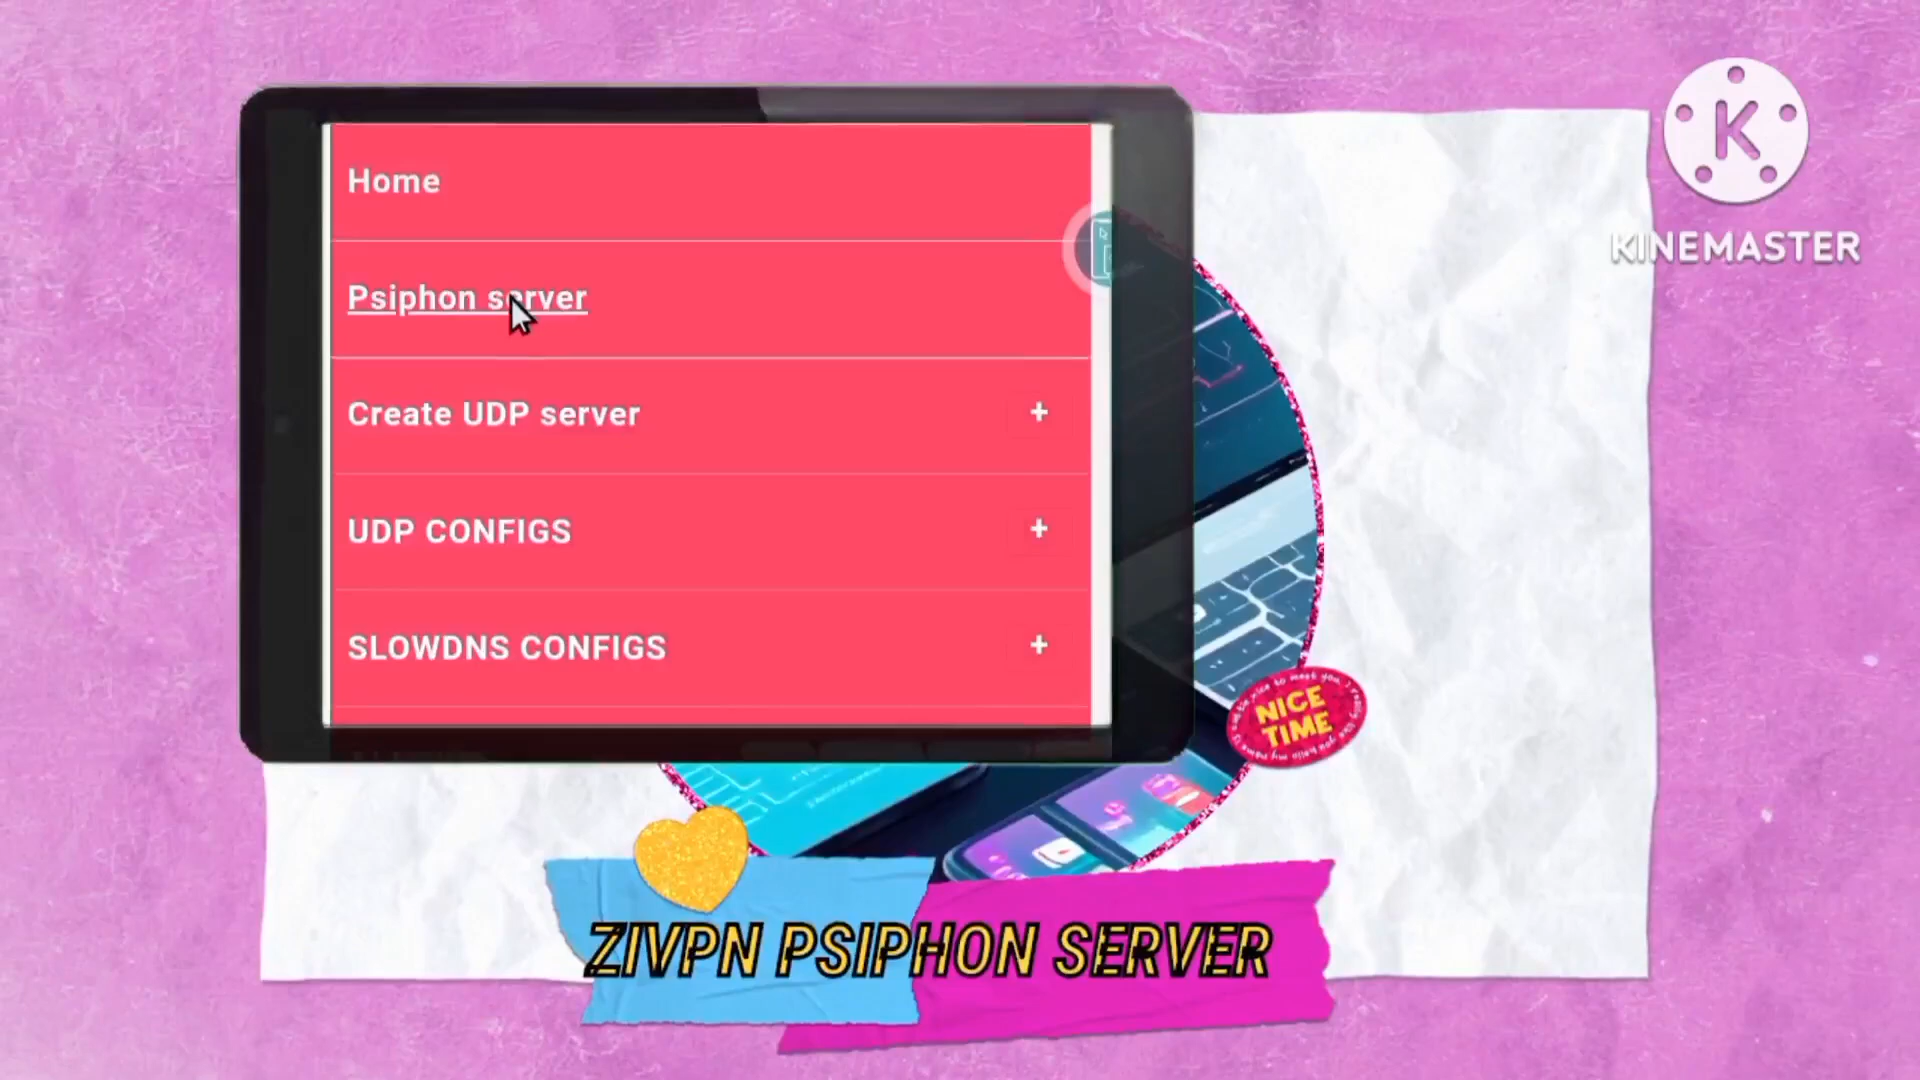 Home
Psiphon server
Create UDP server +
UDP CONFIGS +
SLOWDNS CONFIGS +
K
KINEMASTER
NICE
TIME
ZIVPN PSIPHON SERVER